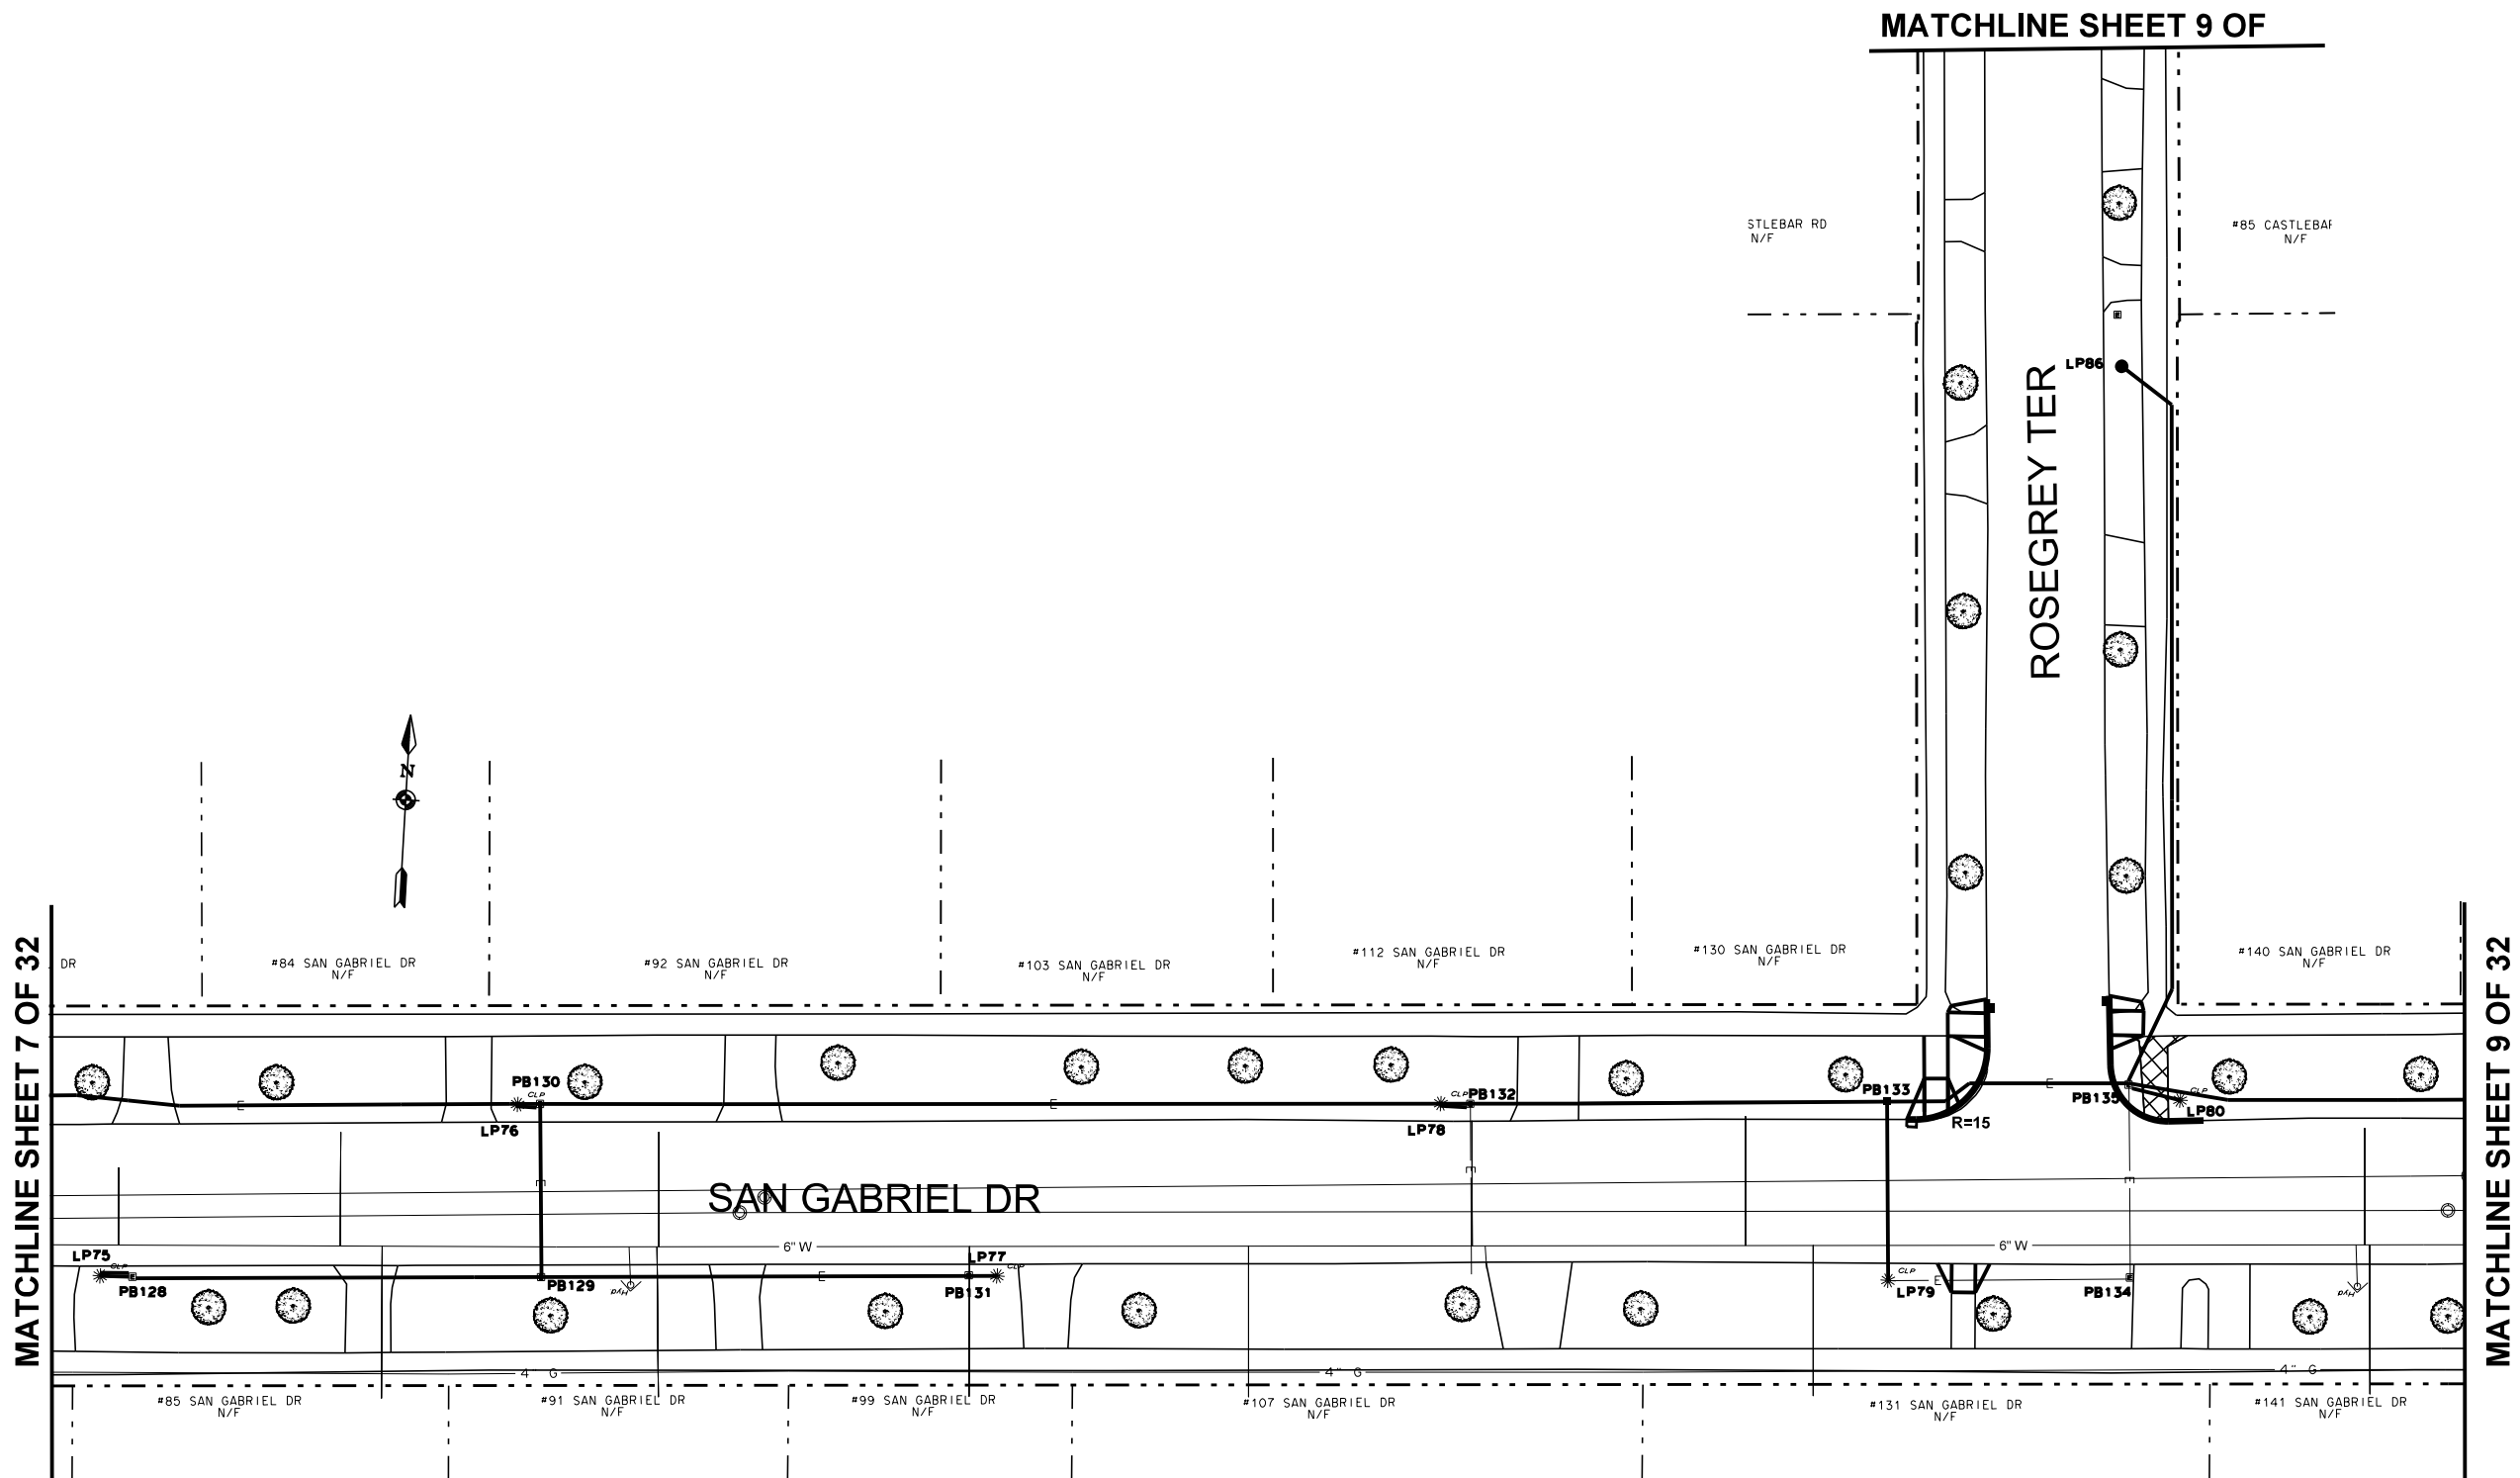 MATCHLINE SHEET 9 OF
STLEBAR RD
N/F
#85 CASTLEBAR
N/F
LP86
ROSEGREY TER
N
MATCHLINE SHEET 7 OF 32
MATCHLINE SHEET 9 OF 32
DR
#84 SAN GABRIEL DR
N/F
#92 SAN GABRIEL DR
N/F
#103 SAN GABRIEL DR
N/F
#112 SAN GABRIEL DR
N/F
#130 SAN GABRIEL DR
N/F
#140 SAN GABRIEL DR
N/F
PB130
CLP
LP76
E
E
CLP
PB132
LP78
PB133
R=15
E
PB135
CLP
LP80
E
E
E
SAN GABRIEL DR
6" W
6" W
LP75
CLP
PB128
PB129
Hyd
E
LP77
CLP
PB131
CLP
E
LP79
PB134
Hyd
4" G
4" G
4" G
#85 SAN GABRIEL DR
N/F
#91 SAN GABRIEL DR
N/F
#99 SAN GABRIEL DR
N/F
#107 SAN GABRIEL DR
N/F
#131 SAN GABRIEL DR
N/F
#141 SAN GABRIEL DR
N/F